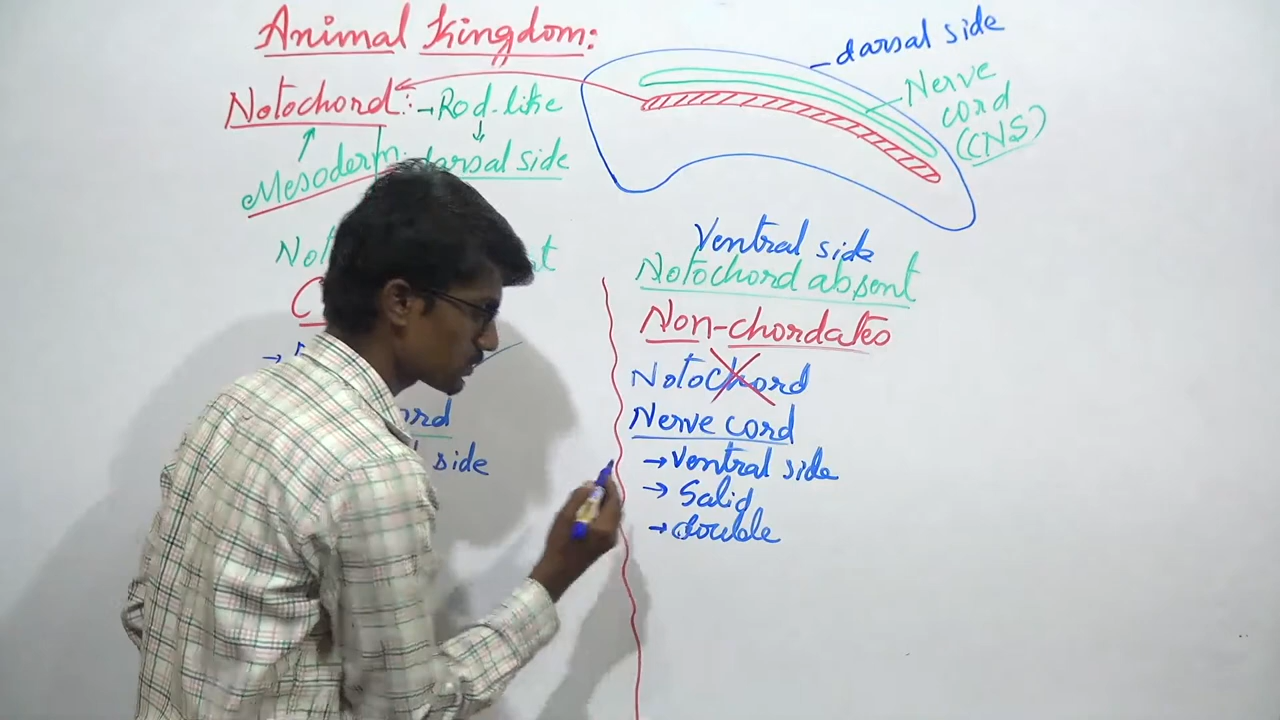 Animal Kingdom:
Notochord: → Rod-like
↓
Mesoderm darsal side
darsal side
Nerve
cord
(CNS)
Ventral side
Notochord absent
Non-chordates
Notochord
Nerve cord
→ Ventral side
→ Salid
→ double
side